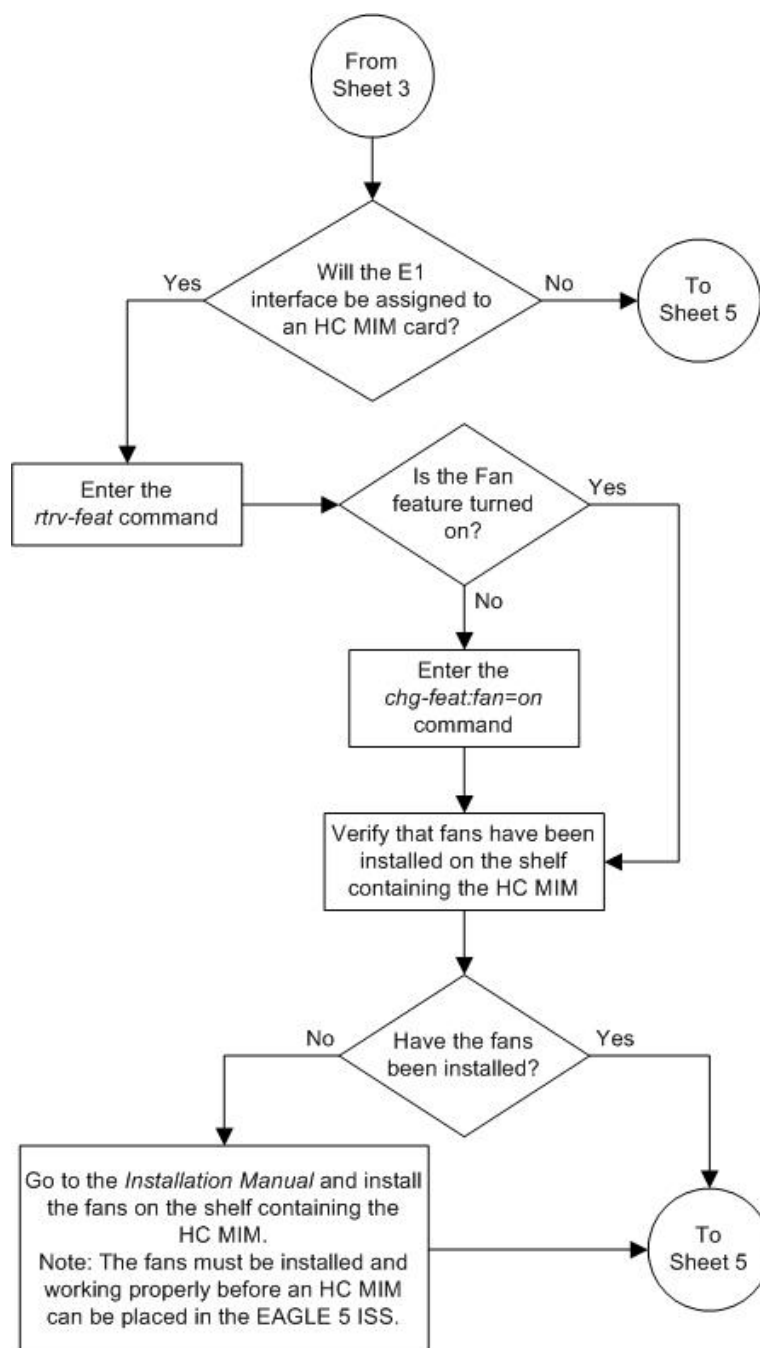 From
Sheet 3
Will the E1
interface be assigned to
an HC MIM card?
Yes
No
To
Sheet 5
Enter the
rtrv-feat command
Is the Fan
feature turned
on?
Yes
No
Enter the
chg-feat:fan=on
command
Verify that fans have been
installed on the shelf
containing the HC MIM
Have the fans
been installed?
No
Yes
Go to the Installation Manual and install
the fans on the shelf containing the
HC MIM.
Note: The fans must be installed and
working properly before an HC MIM
can be placed in the EAGLE 5 ISS.
To
Sheet 5